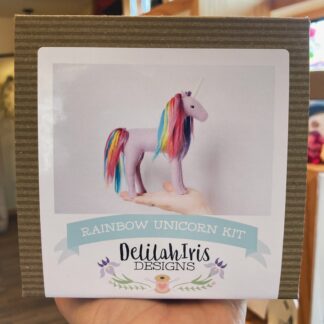 RAINBOW UNICORN KIT
DelilahIris
DESIGNS